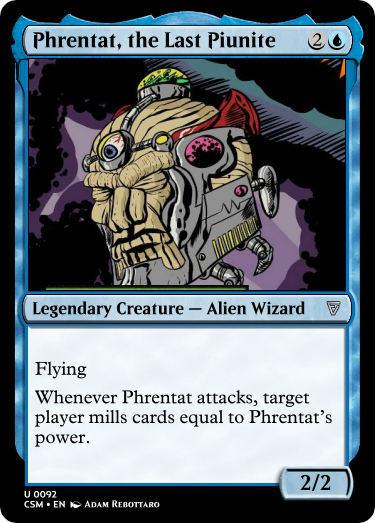 Phrentat, the Last Piunite 2
Legendary Creature — Alien Wizard
Flying
Whenever Phrentat attacks, target
player mills cards equal to Phrentat's
power.
2/2
U 0092
CSM • EN Adam Rebottaro